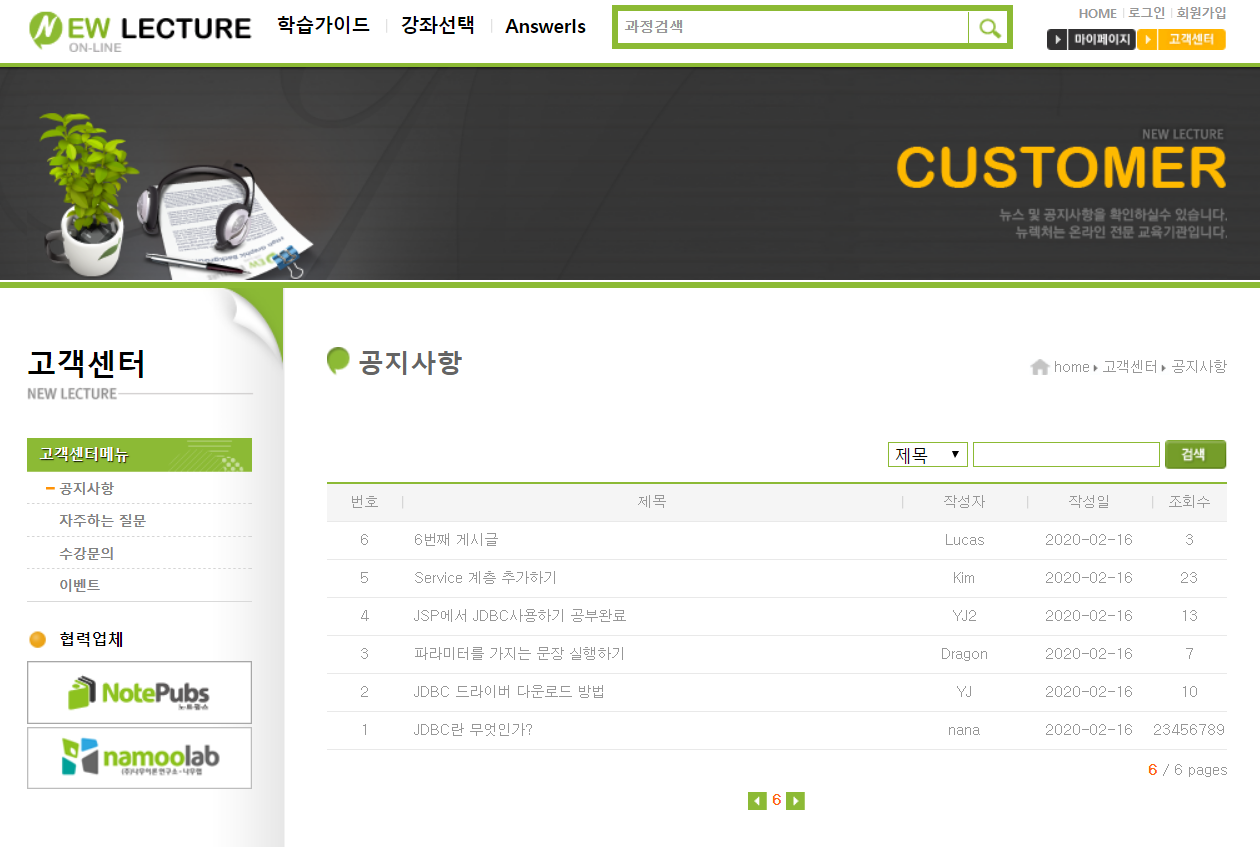 NEW LECTURE
ON-LINE
학습가이드
강좌선택
Answerls
과정검색
HOME 로그인 회원가입
마이페이지 고객센터
NEW LECTURE
CUSTOMER
뉴스 및 공지사항을 확인하실수 있습니다.
뉴렉처는 온라인 전문 교육기관입니다.
고객센터
NEW LECTURE
고객센터메뉴
공지사항
자주하는 질문
수강문의
이벤트
협력업체
NotePubs
노트펍스
namoolab
공지사항
home 고객센터 공지사항
제목 검색
번호 제목 작성자 작성일 조회수
6 6번째 게시글 Lucas 2020-02-16 3
5 Service 계층 추가하기 Kim 2020-02-16 23
4 JSP에서 JDBC사용하기 공부완료 YJ2 2020-02-16 13
3 파라미터를 가지는 문장 실행하기 Dragon 2020-02-16 7
2 JDBC 드라이버 다운로드 방법 YJ 2020-02-16 10
1 JDBC란 무엇인가? nana 2020-02-16 23456789
6 / 6 pages
6